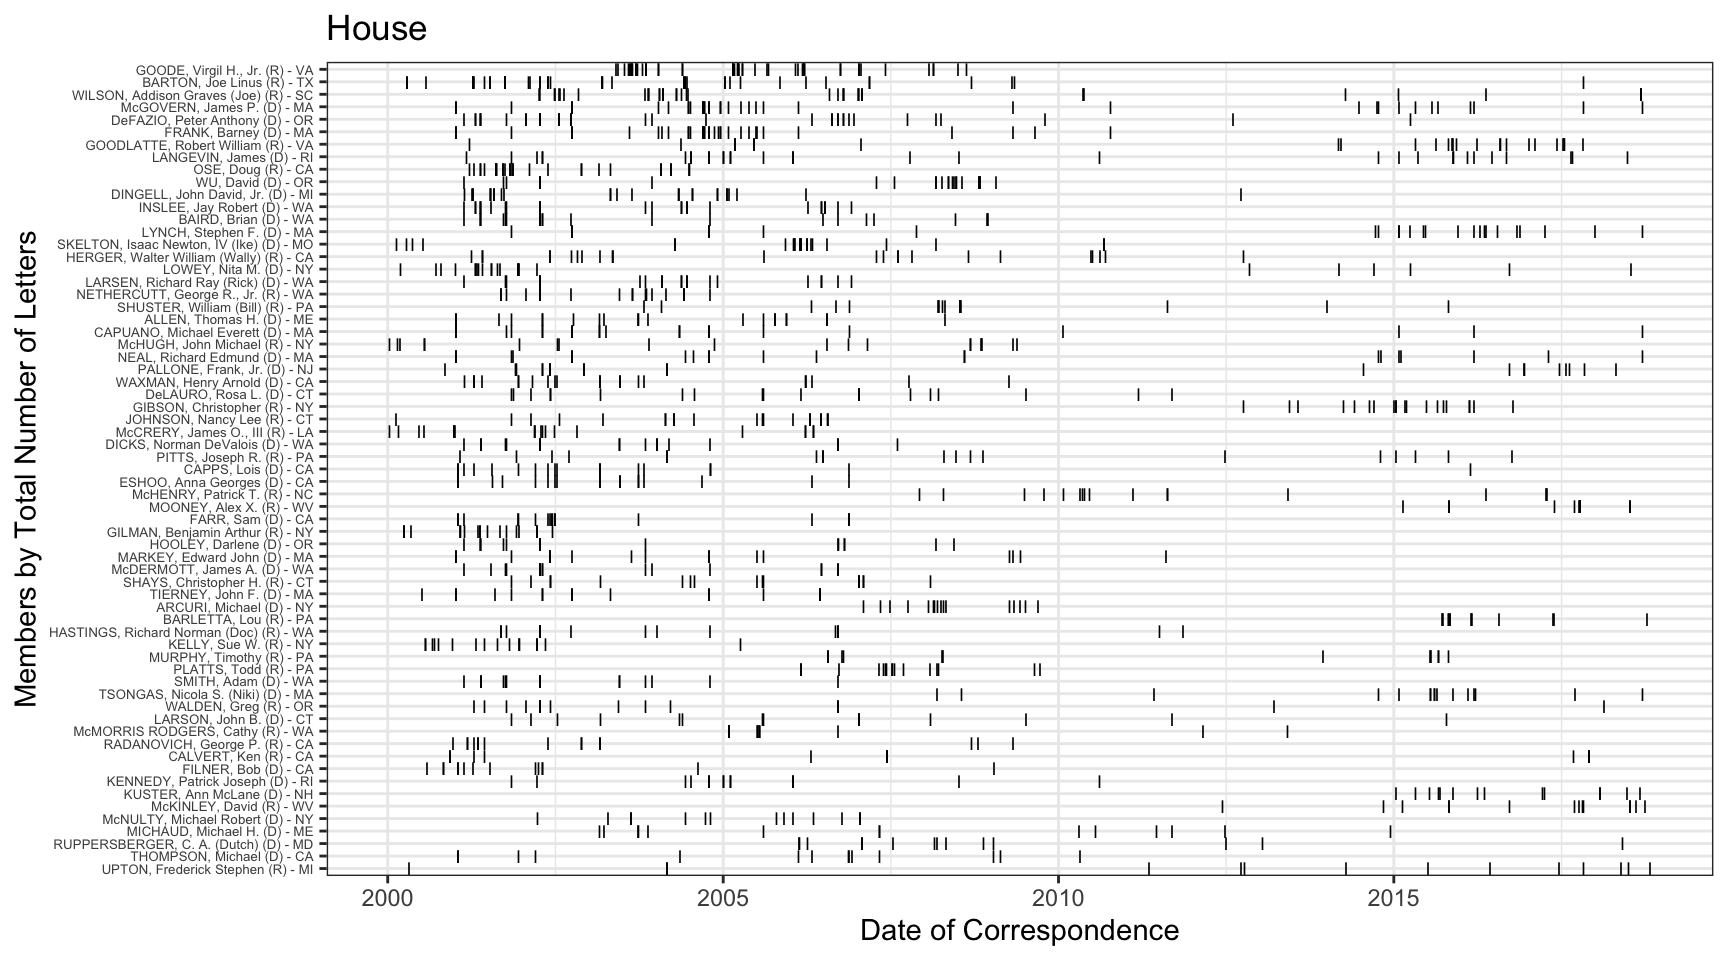 House
Members by Total Number of Letters
GOODE, Virgil H., Jr. (R) - VA
BARTON, Joe Linus (R) - TX
WILSON, Addison Graves (Joe) (R) - SC
McGOVERN, James P. (D) - MA
DeFAZIO, Peter Anthony (D) - OR
FRANK, Barney (D) - MA
GOODLATTE, Robert William (R) - VA
LANGEVIN, James (D) - RI
OSE, Doug (R) - CA
WU, David (D) - OR
DINGELL, John David, Jr. (D) - MI
INSLEE, Jay Robert (D) - WA
BAIRD, Brian (D) - WA
LYNCH, Stephen F. (D) - MA
SKELTON, Isaac Newton, IV (Ike) (D) - MO
HERGER, Walter William (Wally) (R) - CA
LOWEY, Nita M. (D) - NY
LARSEN, Richard Ray (Rick) (D) - WA
NETHERCUTT, George R., Jr. (R) - WA
SHUSTER, William (Bill) (R) - PA
ALLEN, Thomas H. (D) - ME
CAPUANO, Michael Everett (D) - MA
McHUGH, John Michael (R) - NY
NEAL, Richard Edmund (D) - MA
PALLONE, Frank, Jr. (D) - NJ
WAXMAN, Henry Arnold (D) - CA
DeLAURO, Rosa L. (D) - CT
GIBSON, Christopher (R) - NY
JOHNSON, Nancy Lee (R) - CT
McCRERY, James O., III (R) - LA
DICKS, Norman DeValois (D) - WA
PITTS, Joseph R. (R) - PA
CAPPS, Lois (D) - CA
ESHOO, Anna Georges (D) - CA
McHENRY, Patrick T. (R) - NC
MOONEY, Alex X. (R) - WV
FARR, Sam (D) - CA
GILMAN, Benjamin Arthur (R) - NY
HOOLEY, Darlene (D) - OR
MARKEY, Edward John (D) - MA
McDERMOTT, James A. (D) - WA
SHAYS, Christopher H. (R) - CT
TIERNEY, John F. (D) - MA
ARCURI, Michael (D) - NY
BARLETTA, Lou (R) - PA
HASTINGS, Richard Norman (Doc) (R) - WA
KELLY, Sue W. (R) - NY
MURPHY, Timothy (R) - PA
PLATTS, Todd (R) - PA
SMITH, Adam (D) - WA
TSONGAS, Nicola S. (Niki) (D) - MA
WALDEN, Greg (R) - OR
LARSON, John B. (D) - CT
McMORRIS RODGERS, Cathy (R) - WA
RADANOVICH, George P. (R) - CA
CALVERT, Ken (R) - CA
FILNER, Bob (D) - CA
KENNEDY, Patrick Joseph (D) - RI
KUSTER, Ann McLane (D) - NH
McKINLEY, David (R) - WV
McNULTY, Michael Robert (D) - NY
MICHAUD, Michael H. (D) - ME
RUPPERSBERGER, C. A. (Dutch) (D) - MD
THOMPSON, Michael (D) - CA
UPTON, Frederick Stephen (R) - MI
2000 2005 2010 2015
Date of Correspondence